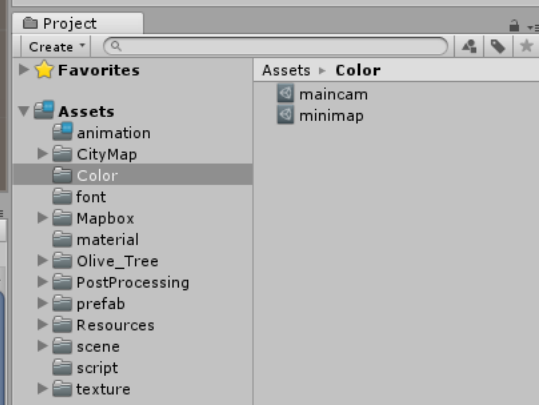 Project
Create
Favorites
Assets
animation
CityMap
Color
font
Mapbox
material
Olive_Tree
PostProcessing
prefab
Resources
scene
script
texture
Assets ▸ Color
maincam
minimap